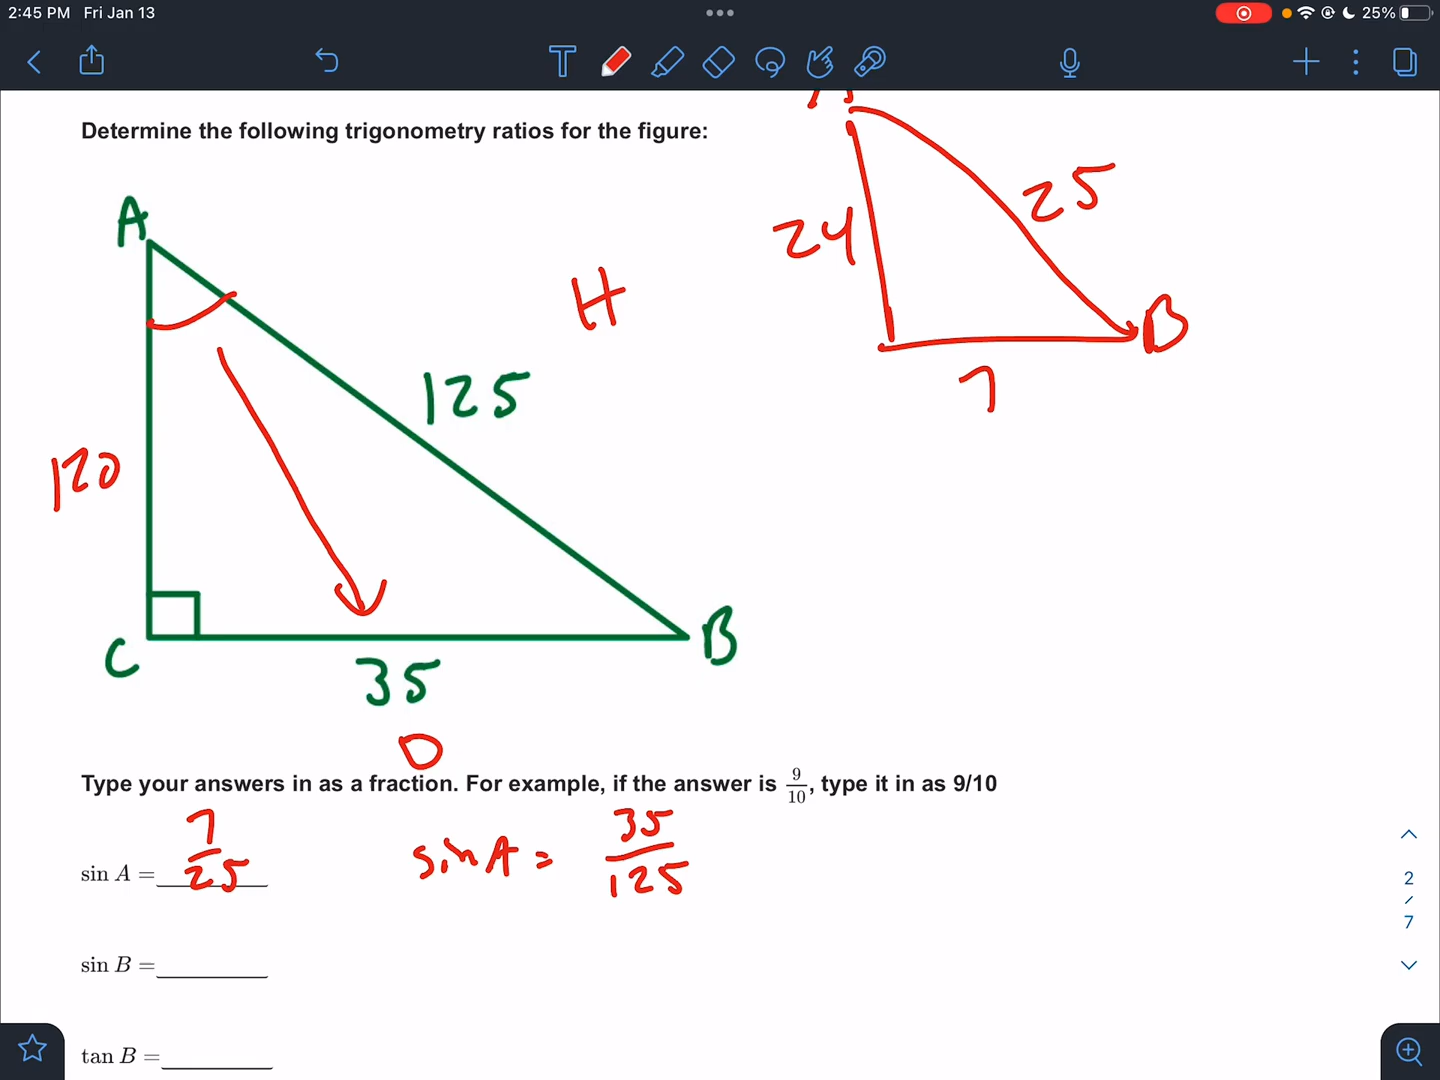 2:45 PM Fri Jan 13
25%
Determine the following trigonometry ratios for the figure:
A
25
24
H
B
125
7
120
C
B
35
O
Type your answers in as a fraction. For example, if the answer is 9/10, type it in as 9/10
sin A = 7/25
sin A = 35/125
2
/
7
sin B =
tan B =